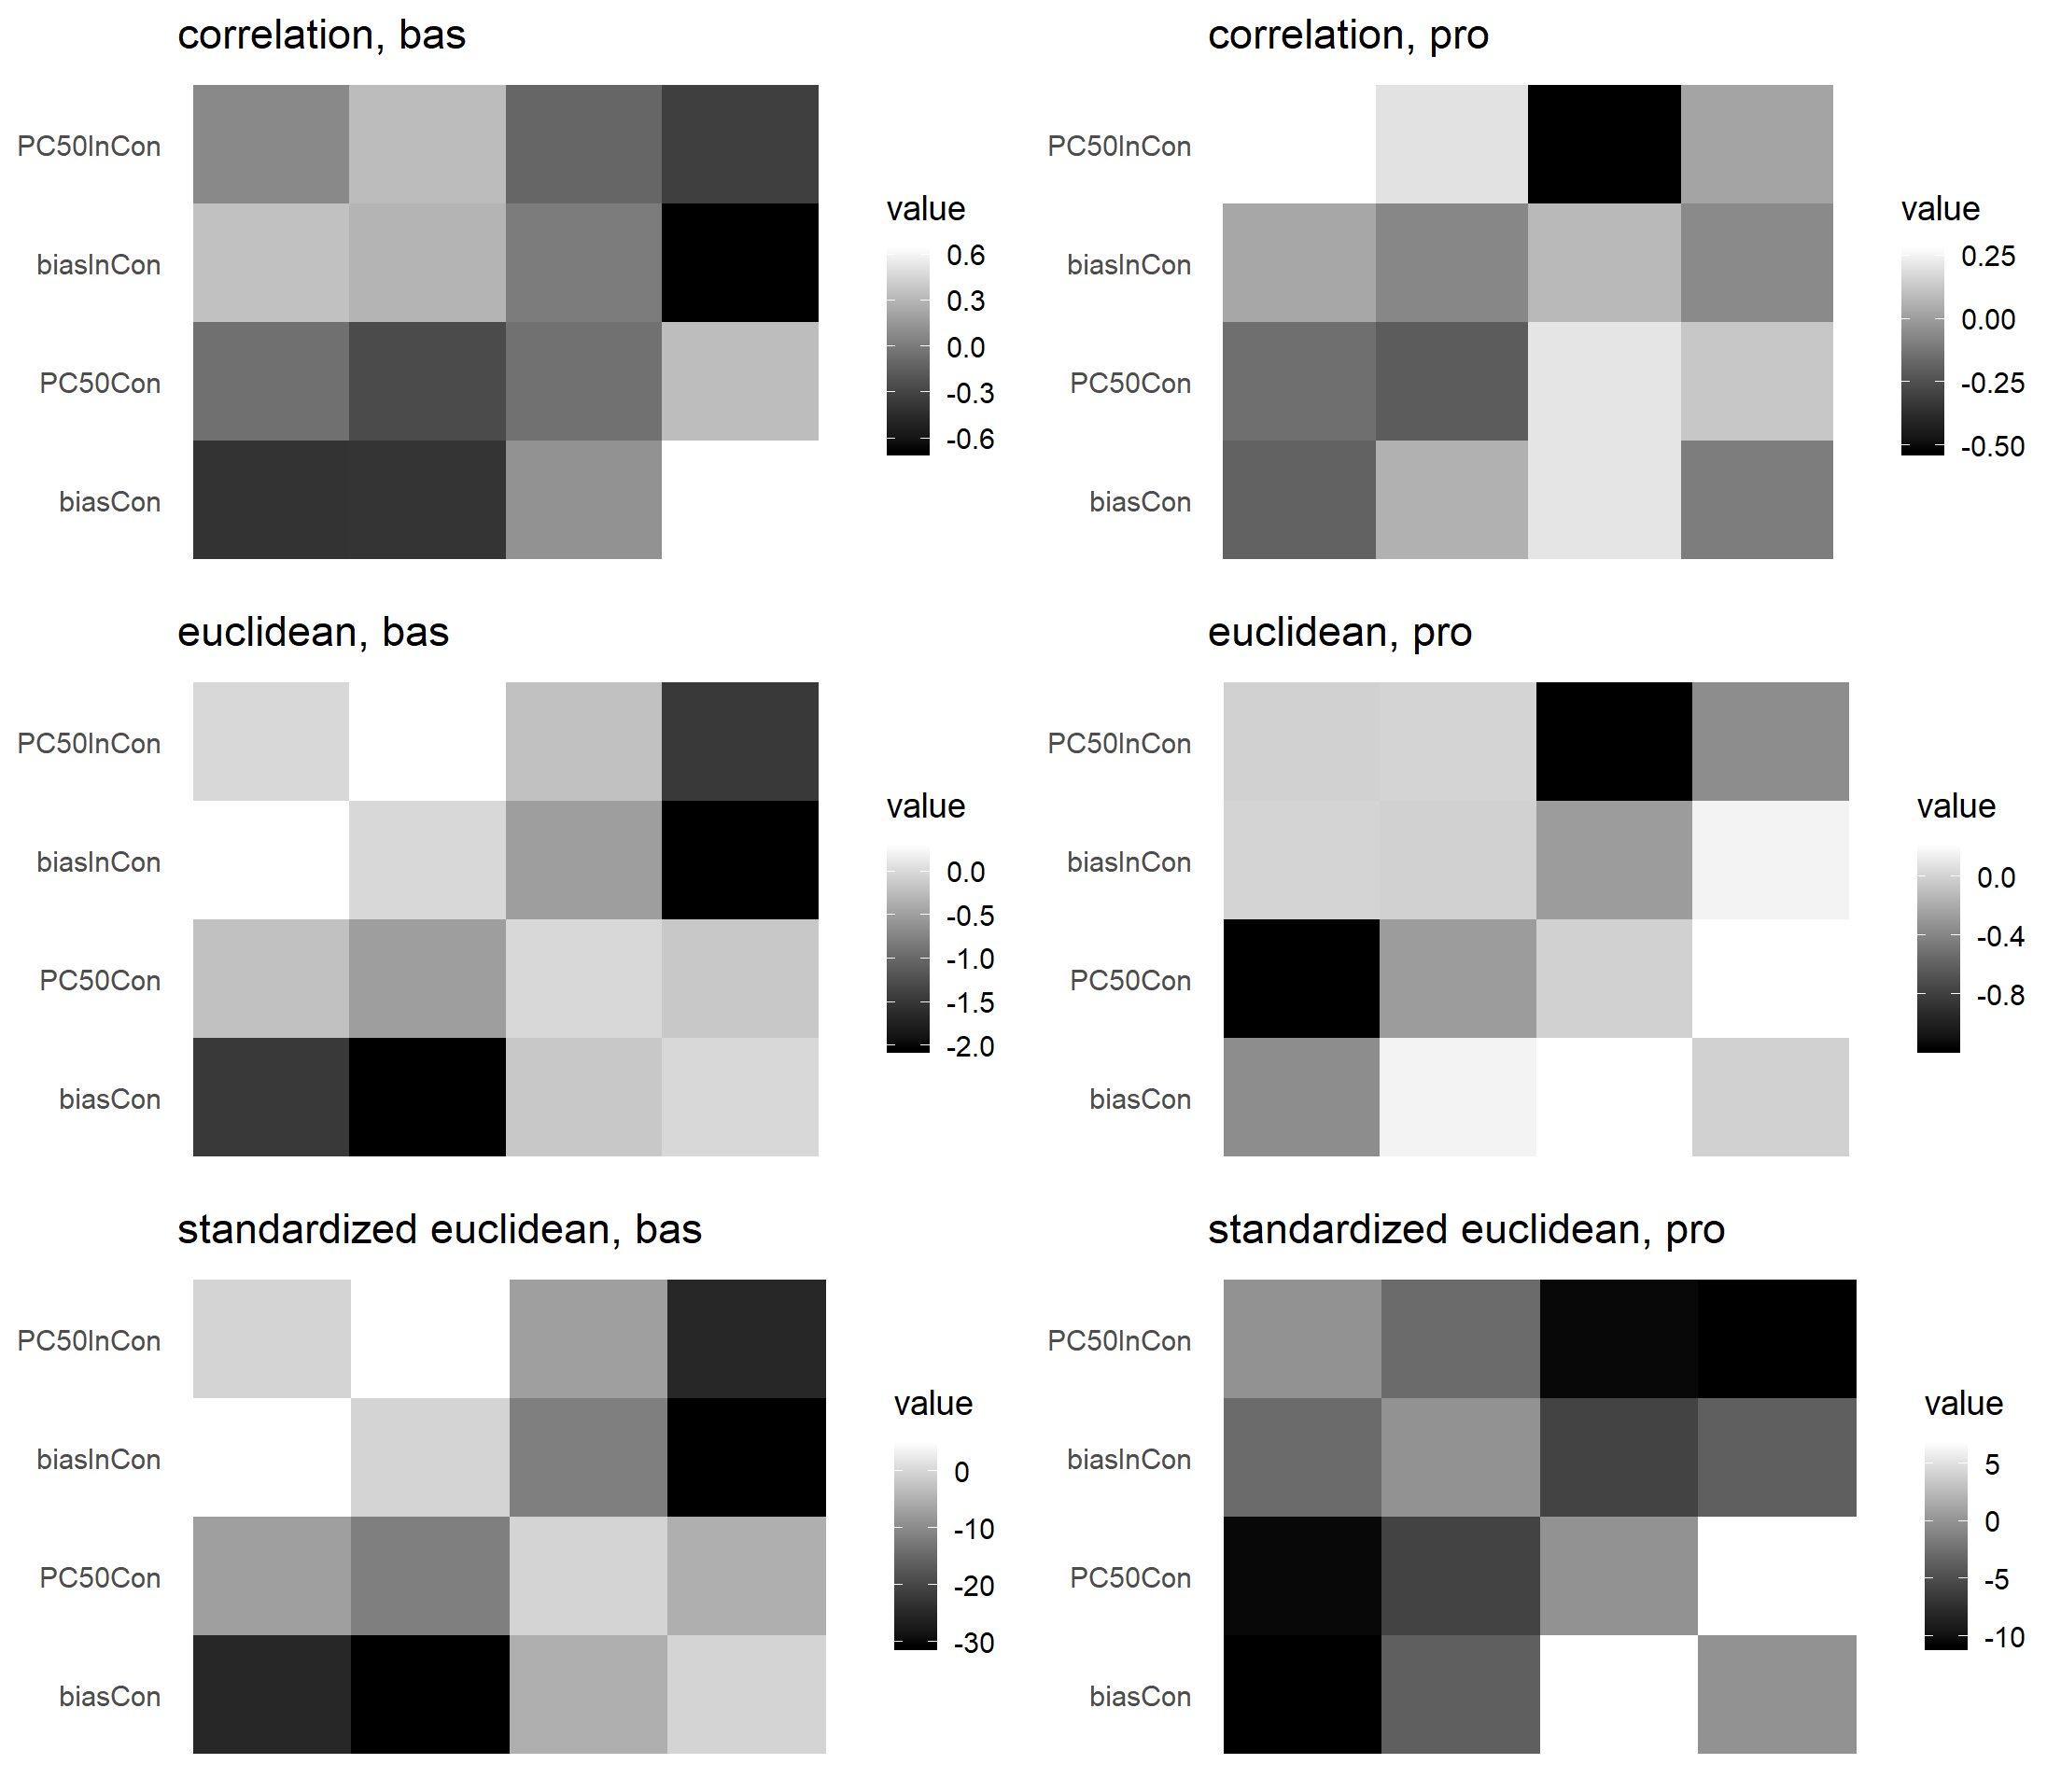 correlation, bas
PC50InCon
biasInCon
PC50Con
biasCon
value
0.6
0.3
0.0
-0.3
-0.6
correlation, pro
PC50InCon
biasInCon
PC50Con
biasCon
value
0.25
0.00
-0.25
-0.50
euclidean, bas
PC50InCon
biasInCon
PC50Con
biasCon
value
0.0
-0.5
-1.0
-1.5
-2.0
euclidean, pro
PC50InCon
biasInCon
PC50Con
biasCon
value
0.0
-0.4
-0.8
standardized euclidean, bas
PC50InCon
biasInCon
PC50Con
biasCon
value
0
-10
-20
-30
standardized euclidean, pro
PC50InCon
biasInCon
PC50Con
biasCon
value
5
0
-5
-10